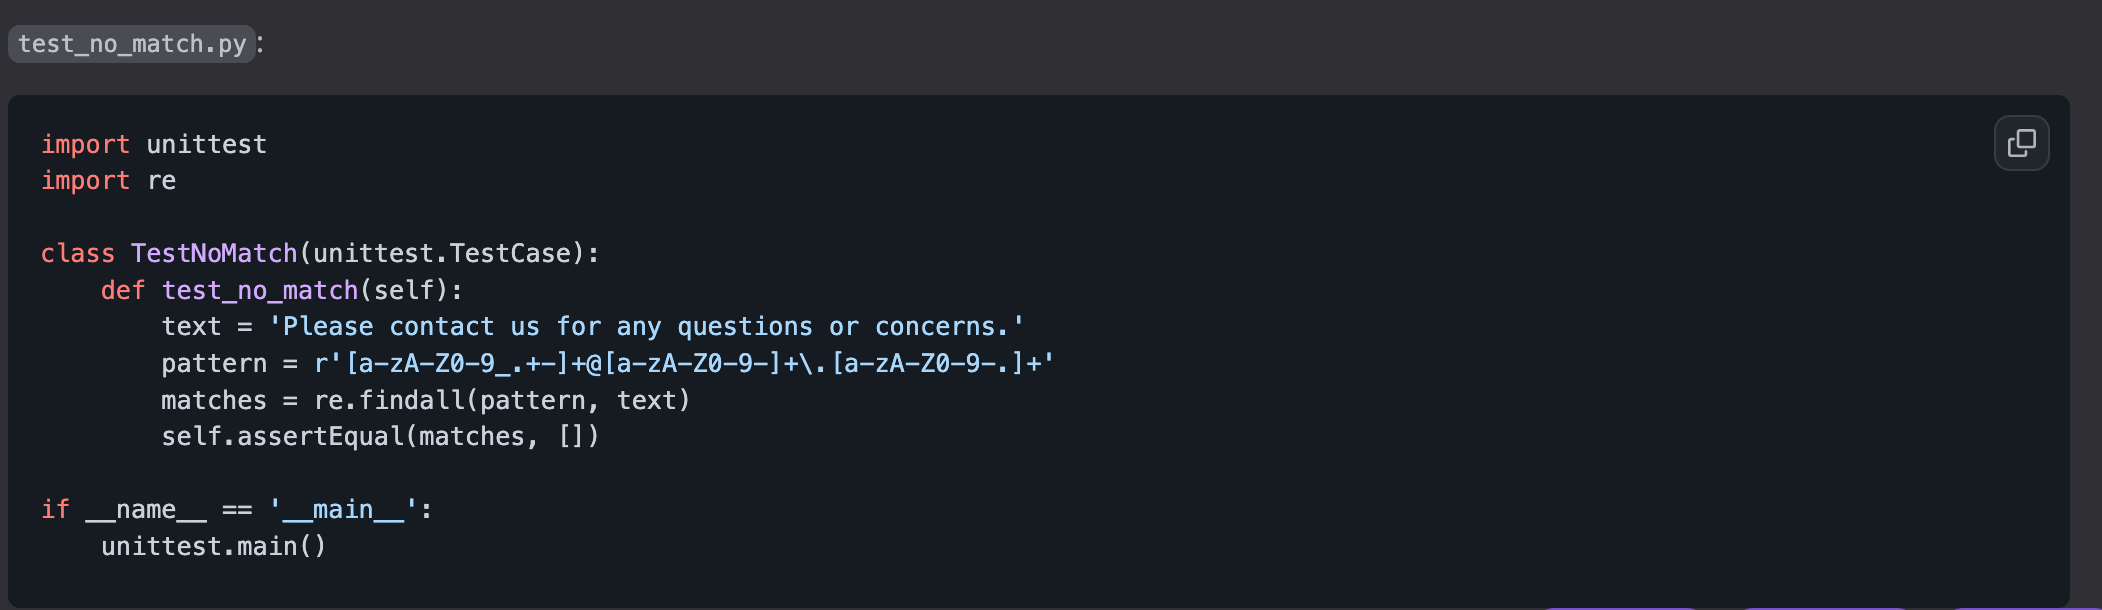 test_no_match.py:
import unittest
import re
class TestNoMatch(unittest.TestCase):
    def test_no_match(self):
        text = 'Please contact us for any questions or concerns.'
        pattern = r'[a-zA-Z0-9_.+-]+@[a-zA-Z0-9-]+\.[a-zA-Z0-9-.]+'
        matches = re.findall(pattern, text)
        self.assertEqual(matches, [])
if __name__ == '__main__':
    unittest.main()